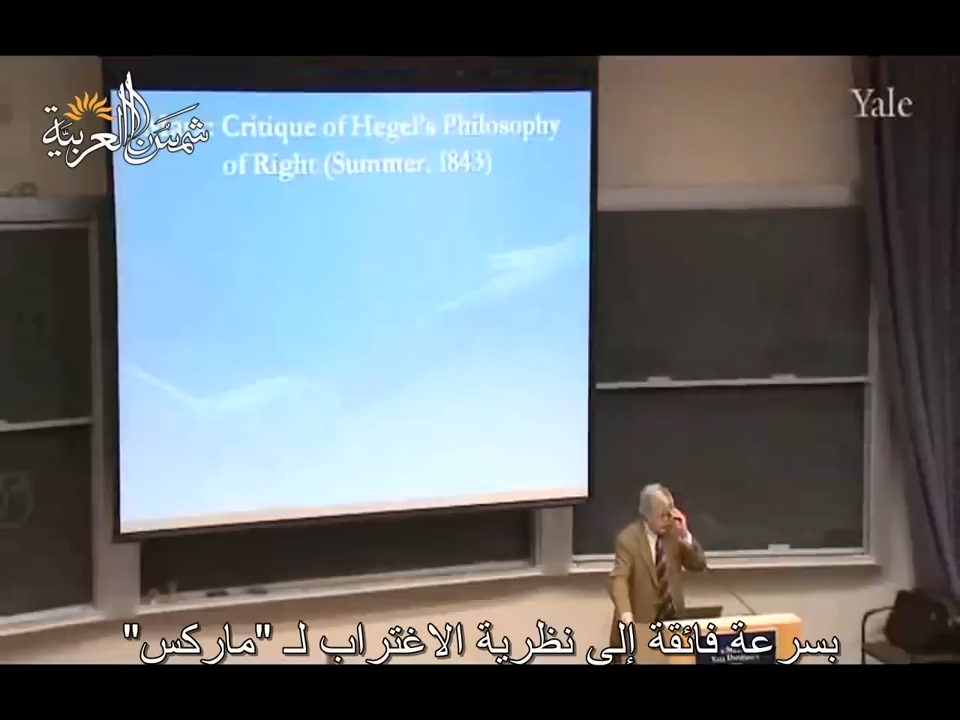 شمس العربية
Yale
: Critique of Hegel's Philosophy
of Right (Summer, 1843)
بسرعة فائقة إلى نظرية الاغتراب لـ "ماركس"